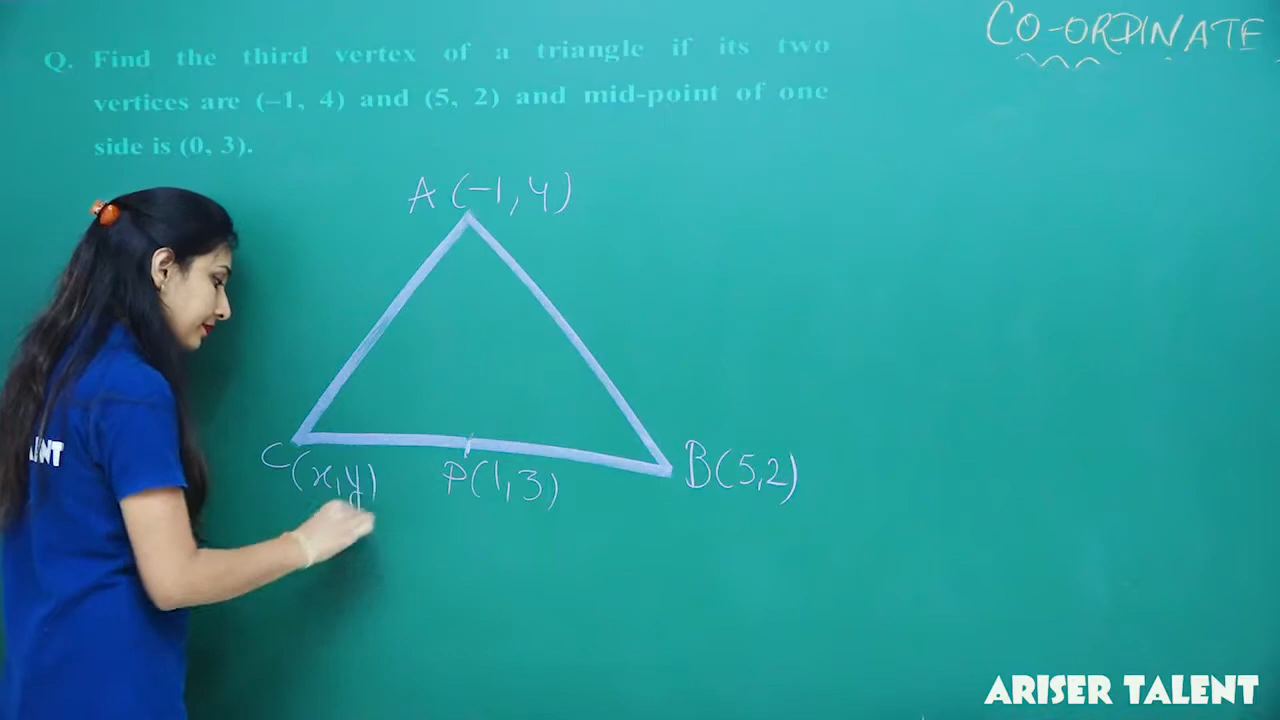 CO-ORDINATE
Q. Find the third vertex of a triangle if its two
vertices are (–1, 4) and (5, 2) and mid-point of one
side is (0, 3).
A (-1, 4)
C(x,y)
P(1,3)
B(5,2)
NT
ARISER TALENT